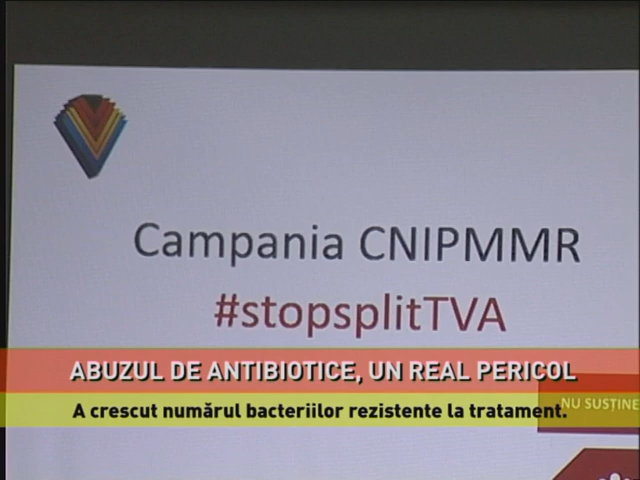 Campania CNIPMMR
#stopsplitTVA
ABUZUL DE ANTIBIOTICE, UN REAL PERICOL
A crescut numărul bacteriilor rezistente la tratament.
NU SUSȚINE